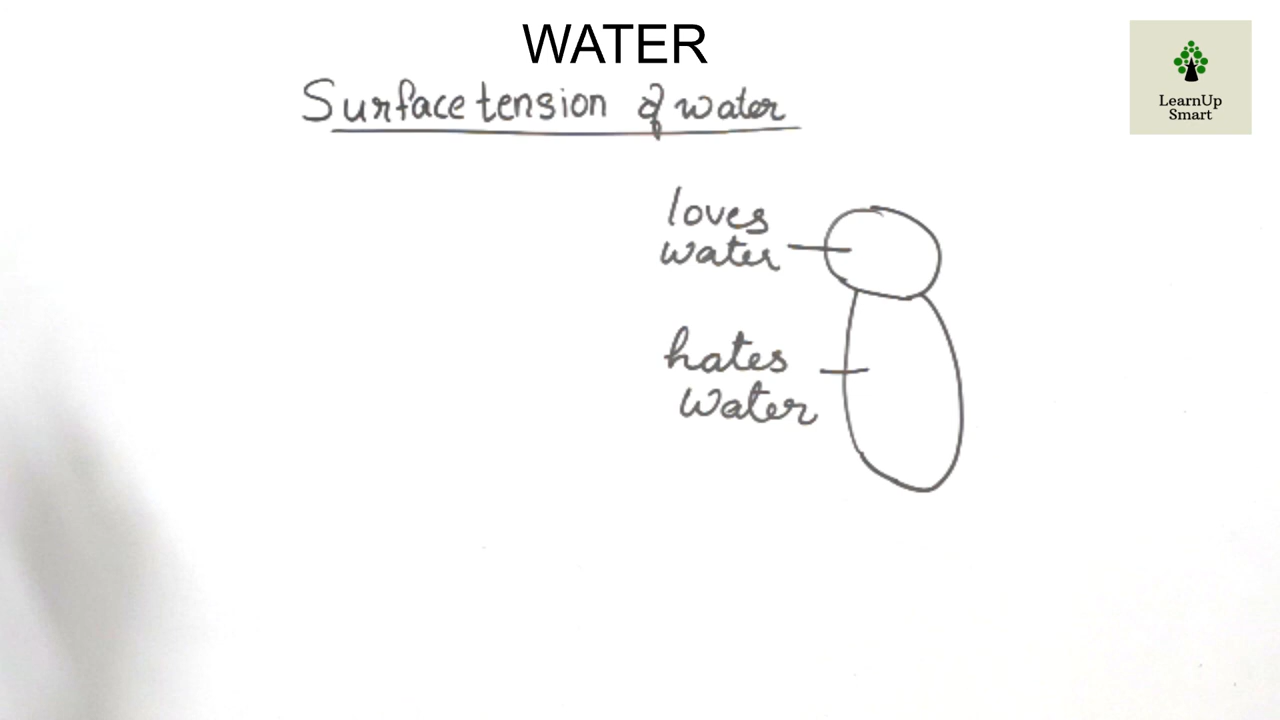 WATER
Surface tension of water
LearnUp
Smart
loves
water
hates
water